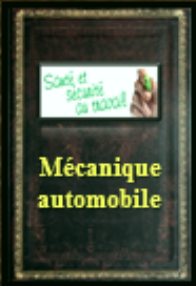 Santé et
sécurité
au travail
Mécanique
automobile